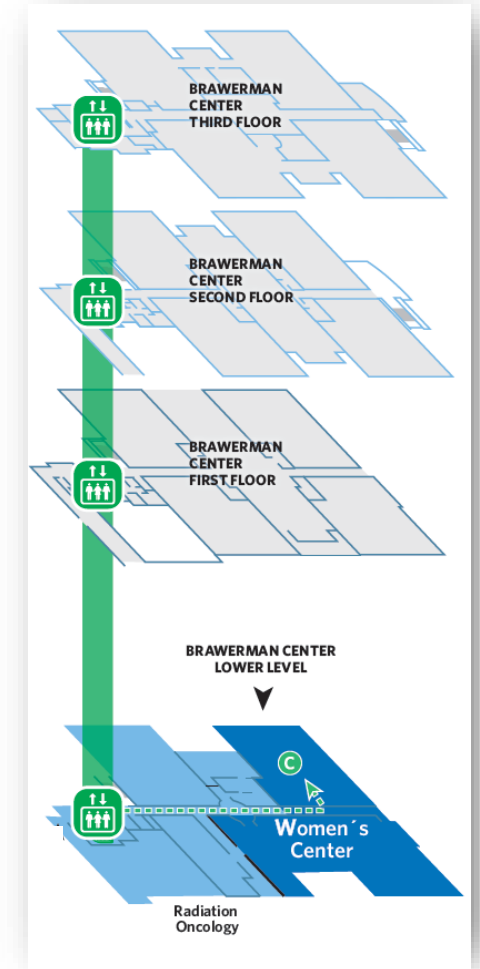 BRAWERMAN
CENTER
THIRD FLOOR
BRAWERMAN
CENTER
SECOND FLOOR
BRAWERMAN
CENTER
FIRST FLOOR
BRAWERMAN CENTER
LOWER LEVEL
C
Women´s
Center
Radiation
Oncology